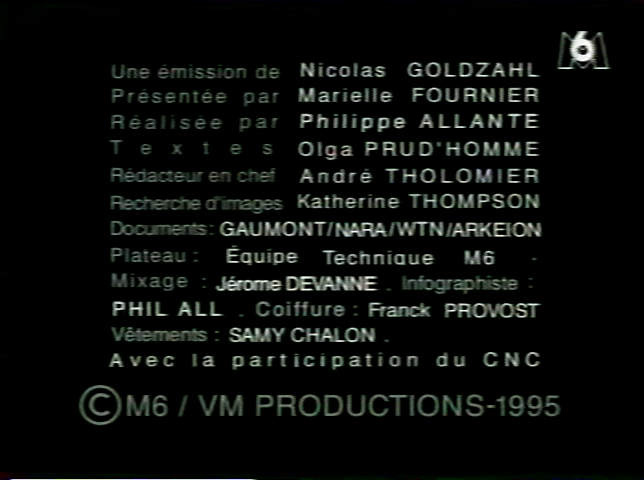 M6
Une émission de Nicolas GOLDZAHL
Présentée par Marielle FOURNIER
Réalisée par Philippe ALLANTE
Textes Olga PRUD'HOMME
Rédacteur en chef André THOLOMIER
Recherche d'images Katherine THOMPSON
Documents: GAUMONT/NARA/WTN/ARKEION
Plateau: Équipe Technique M6 -
Mixage : Jérome DEVANNE . Infographiste :
PHIL ALL . Coiffure : Franck PROVOST
Vêtements : SAMY CHALON .
Avec la participation du CNC
© M6 / VM PRODUCTIONS-1995